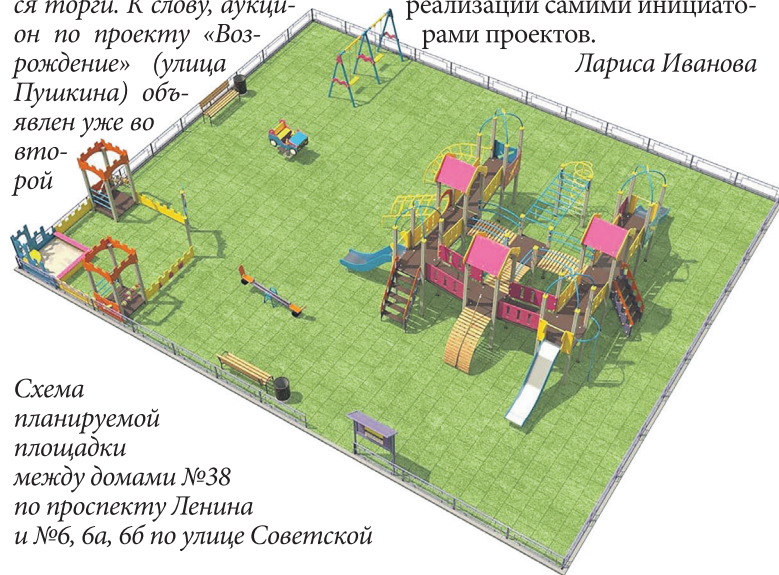 ся торги. К слову, аукци-
он по проекту «Воз-
рождение» (улица
Пушкина) объ-
явлен уже во
вто-
рой
реализации самими инициато-
рами проектов.
Лариса Иванова
Схема
планируемой
площадки
между домами №38
по проспекту Ленина
и №6, 6а, 6б по улице Советской